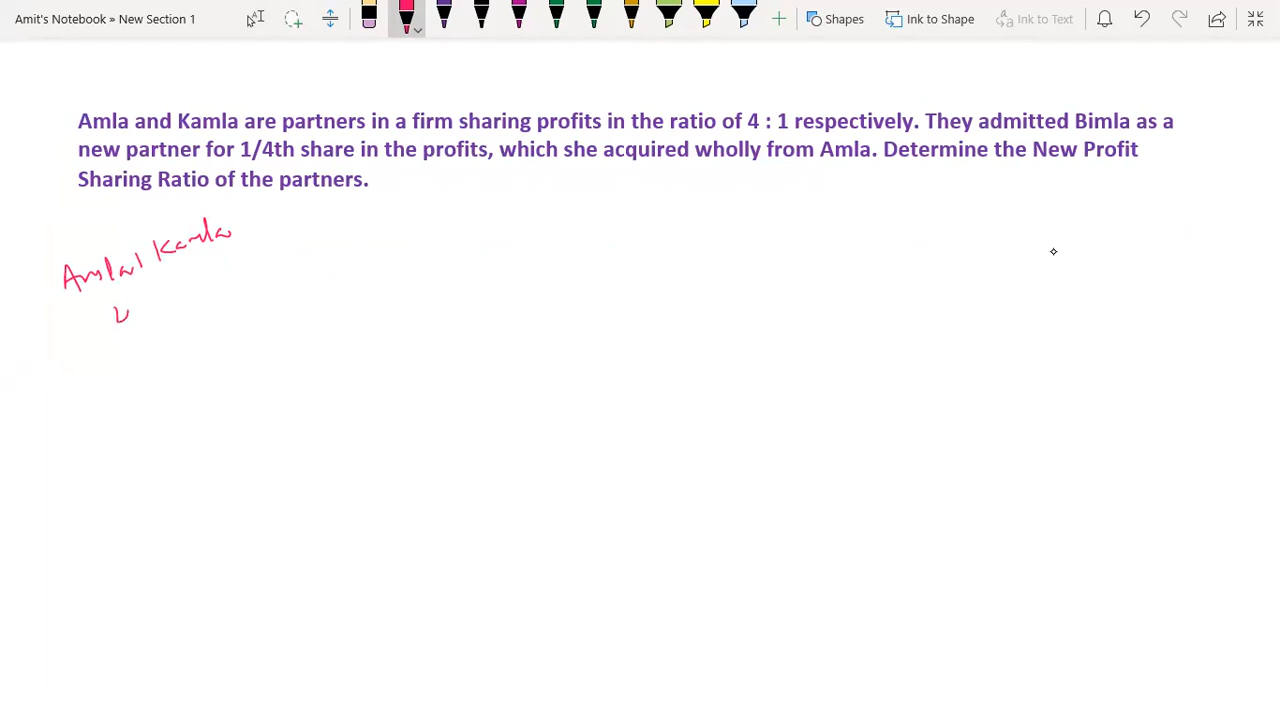 Amit's Notebook » New Section 1
Shapes
Ink to Shape
Ink to Text
Amla and Kamla are partners in a firm sharing profits in the ratio of 4 : 1 respectively. They admitted Bimla as a
new partner for 1/4th share in the profits, which she acquired wholly from Amla. Determine the New Profit
Sharing Ratio of the partners.
Amla, Kamla